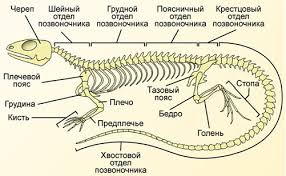 Череп
Шейный
отдел
позвоночника
Грудной
отдел
позвоночника
Поясничный
отдел
позвоночника
Крестцовый
отдел
позвоночника
Плечевой
пояс
Грудина
Кисть
Плечо
Предплечье
Тазовый
пояс
Бедро
Голень
Стопа
Хвостовой отдел
позвоночника